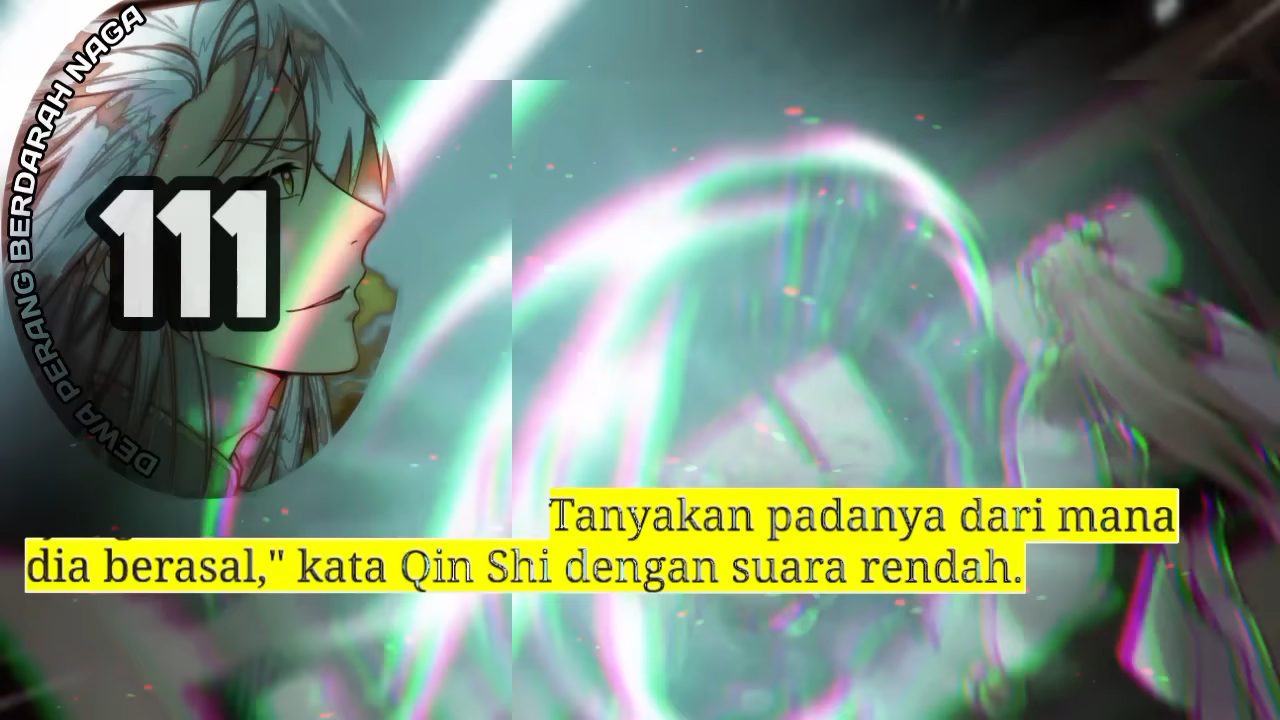 DEWA PERANG BERDARAH NAGA
111
Tanyakan padanya dari mana
dia berasal," kata Qin Shi dengan suara rendah.